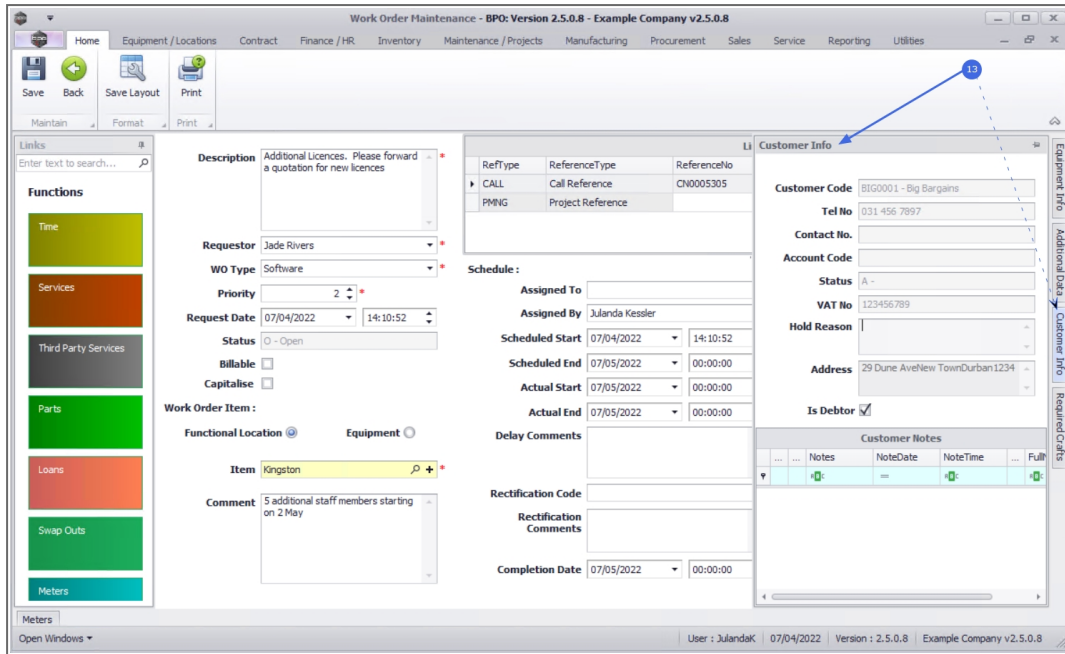 Work Order Maintenance - BPO: Version 2.5.0.8 - Example Company v2.5.0.8
bpo
Home Equipment / Locations Contract Finance / HR Inventory Maintenance / Projects Manufacturing Procurement Sales Service Reporting Utilities
Save Back Save Layout Print
Maintain Format Print
13
Links
Enter text to search...
Functions
Time
Services
Third Party Services
Parts
Loans
Swap Outs
Meters
Description Additional Licences. Please forward *
a quotation for new licences
Requestor Jade Rivers *
WO Type Software *
Priority 2 *
Request Date 07/04/2022 14:10:52
Status O - Open
Billable
Capitalise
Work Order Item :
Functional Location Equipment
Item Kingston *
Comment 5 additional staff members starting
on 2 May
Li
RefType ReferenceType ReferenceNo
CALL Call Reference CN0005305
PMNG Project Reference
Schedule :
Assigned To
Assigned By Julanda Kessler
Scheduled Start 07/04/2022 14:10:52
Scheduled End 07/05/2022 00:00:00
Actual Start 07/05/2022 00:00:00
Actual End 07/05/2022 00:00:00
Delay Comments
Rectification Code
Rectification
Comments
Completion Date 07/05/2022 00:00:00
Customer Info
Customer Code BIG0001 - Big Bargains
Tel No 031 456 7897
Contact No.
Account Code
Status A -
VAT No 123456789
Hold Reason
Address 29 Dune AveNew TownDurban1234
Is Debtor
Customer Notes
... ... Notes NoteDate NoteTime ... FullN
Equipment Info
Additional Data
Customer Info
Required Crafts
Meters
Open Windows
User : JulandaK 07/04/2022 Version : 2.5.0.8 Example Company v2.5.0.8